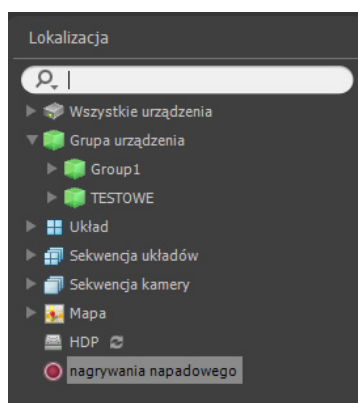 Lokalizacja
Wszystkie urządzenia
Grupa urządzenia
Group1
TESTOWE
Układ
Sekwencja układów
Sekwencja kamery
Mapa
HDP
nagrywania napadowego